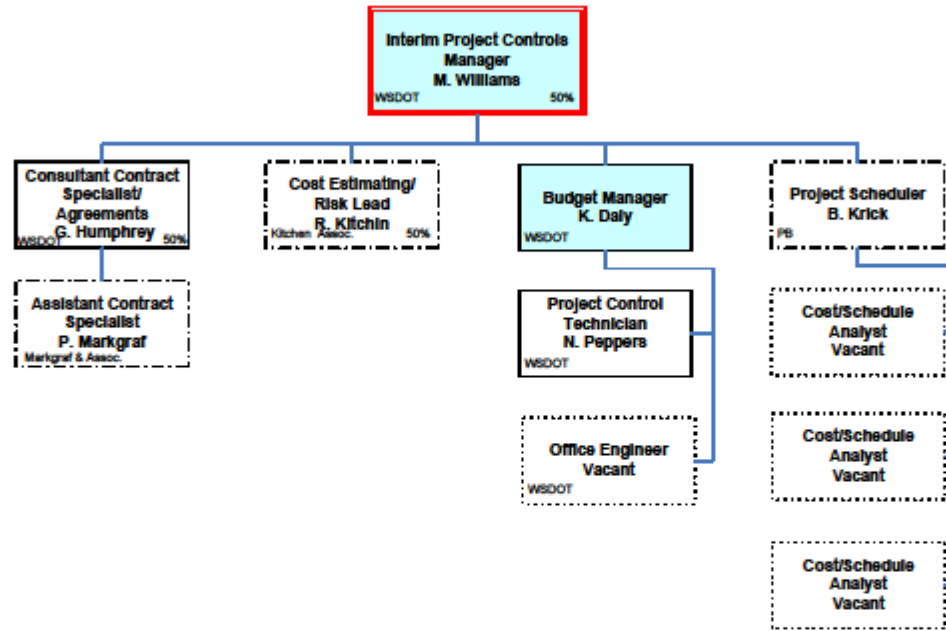 Interim Project Controls
Manager
M. Williams
WSDOT 50%
Consultant Contract
Specialist/
Agreements
G. Humphrey
WSDOT 50%
Cost Estimating/
Risk Lead
R. Kitchin
Kitchen Assoc. 50%
Budget Manager
K. Daly
WSDOT
Project Scheduler
B. Krick
PB
Assistant Contract
Specialist
P. Markgraf
Markgraf & Assoc.
Project Control
Technician
N. Peppers
WSDOT
Cost/Schedule
Analyst
Vacant
Office Engineer
Vacant
WSDOT
Cost/Schedule
Analyst
Vacant
Cost/Schedule
Analyst
Vacant